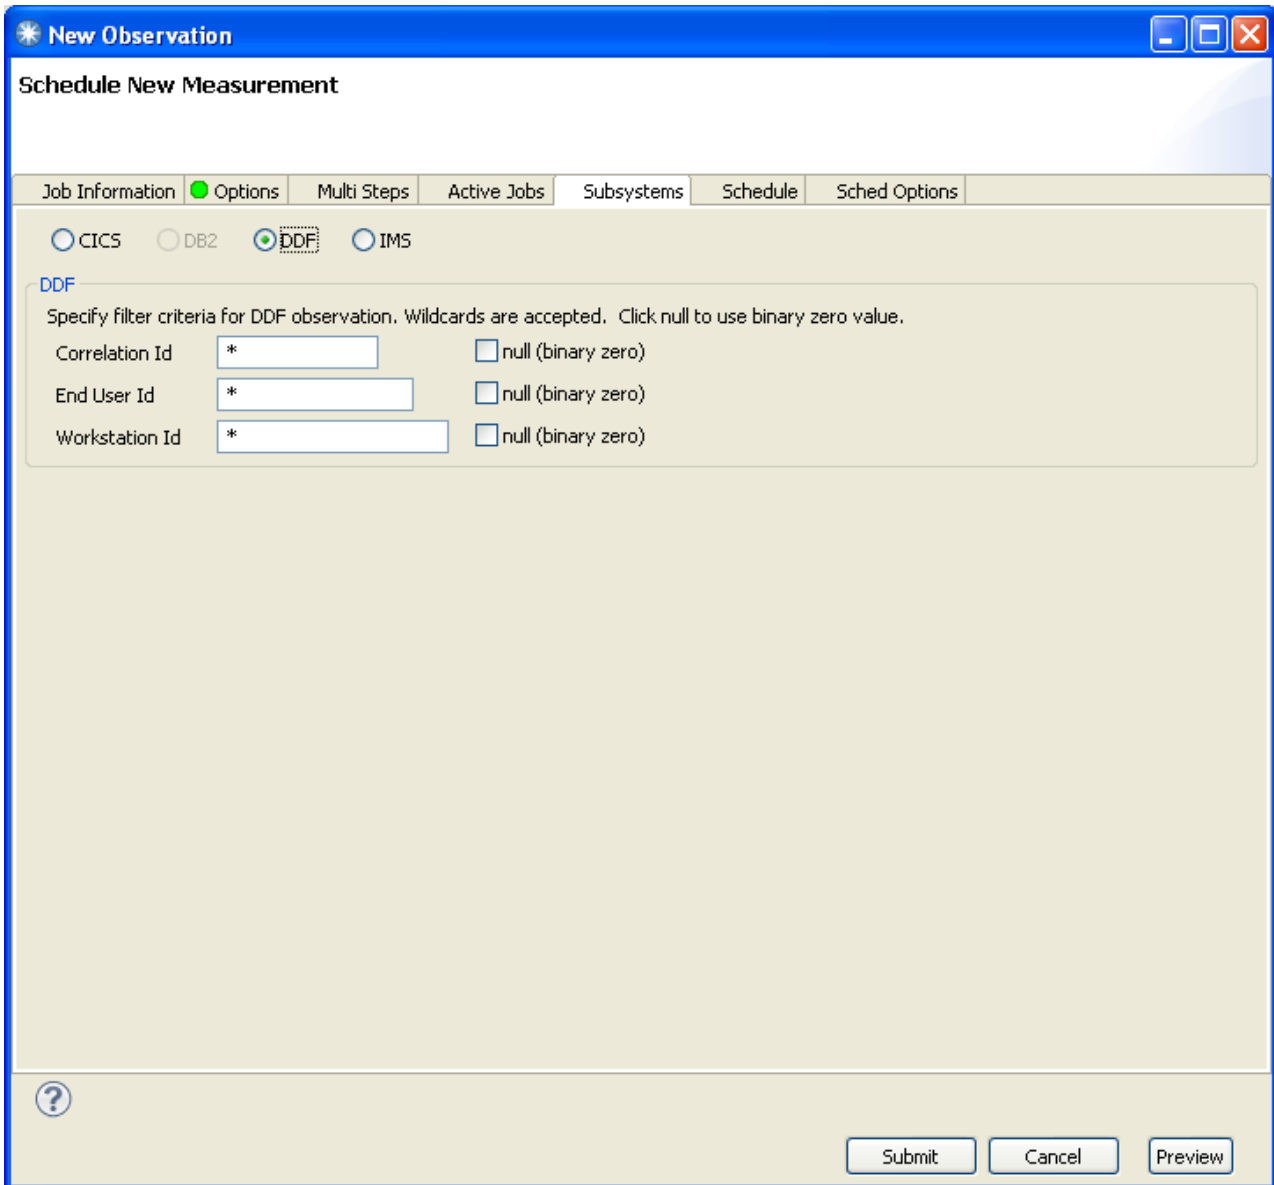 New Observation
Schedule New Measurement
Job Information Options Multi Steps Active Jobs Subsystems Schedule Sched Options
CICS DB2 DDF IMS
DDF
Specify filter criteria for DDF observation. Wildcards are accepted.  Click null to use binary zero value.
Correlation Id * null (binary zero)
End User Id * null (binary zero)
Workstation Id * null (binary zero)
?
Submit Cancel Preview